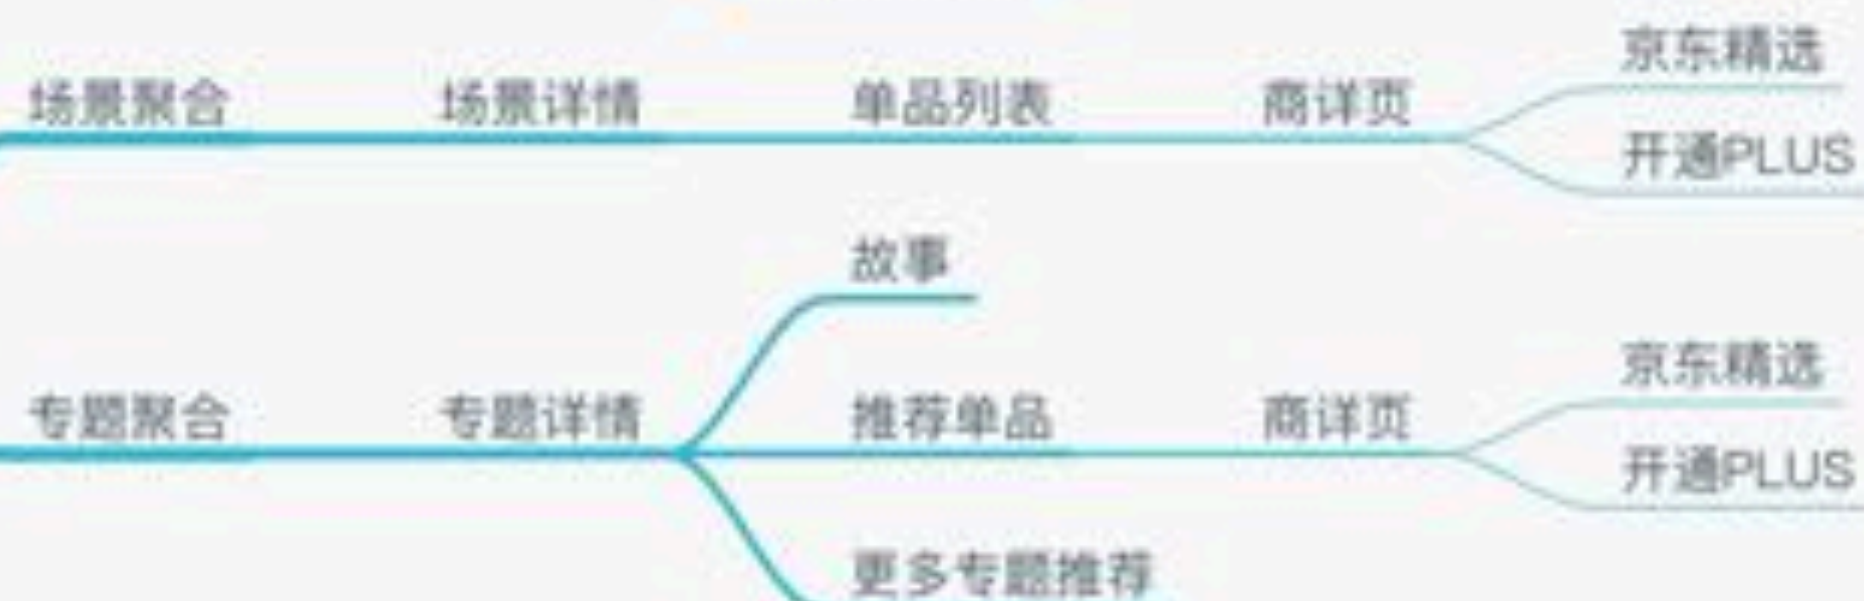 京东精选
场景聚合 场景详情 单品列表 商详页
开通PLUS
故事
京东精选
专题聚合 专题详情 推荐单品 商详页
开通PLUS
更多专题推荐